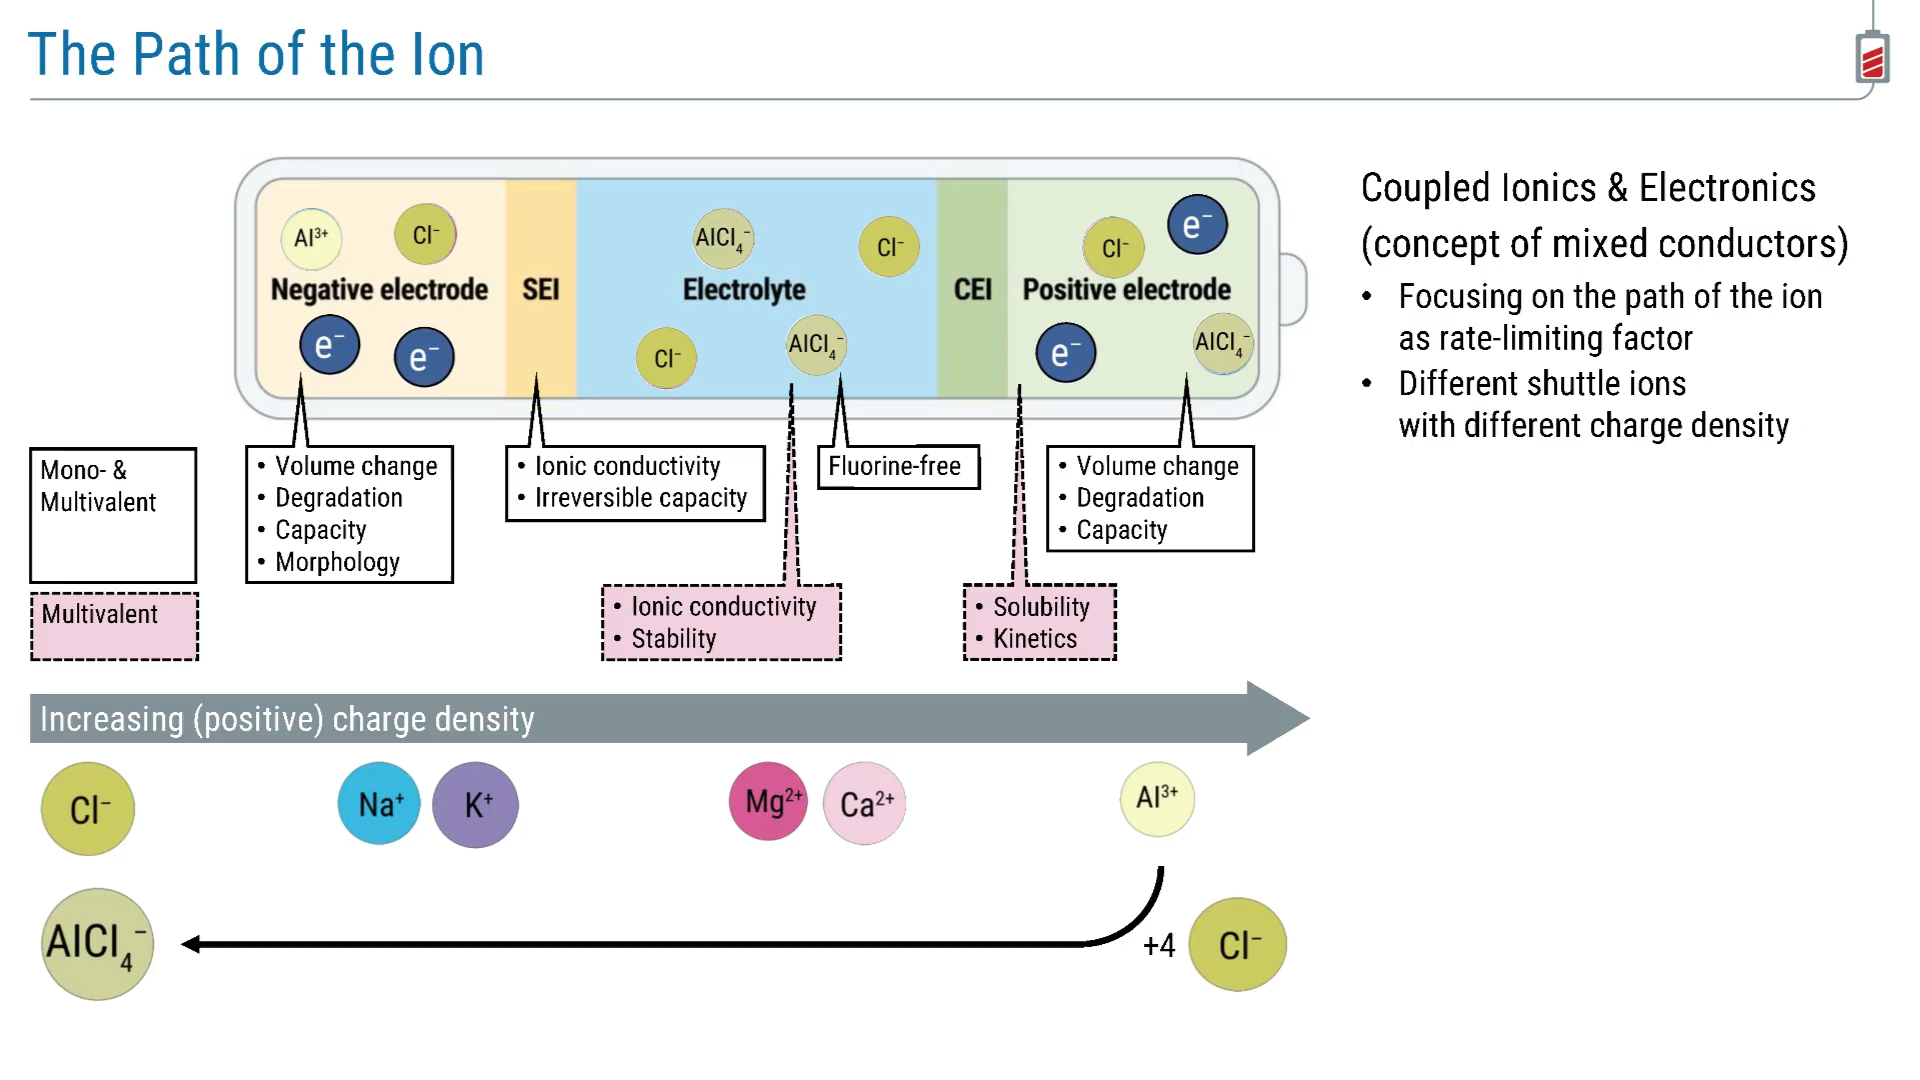 The Path of the Ion
Al³⁺
Cl⁻
AlCl₄⁻
Cl⁻
Cl⁻
e⁻
Negative electrode
SEI
Electrolyte
CEI
Positive electrode
e⁻
e⁻
Cl⁻
AlCl₄⁻
e⁻
AlCl₄⁻
Coupled Ionics & Electronics
(concept of mixed conductors)
• Focusing on the path of the ion
as rate-limiting factor
• Different shuttle ions
with different charge density
Mono- &
Multivalent
• Volume change
• Degradation
• Capacity
• Morphology
• Ionic conductivity
• Irreversible capacity
Fluorine-free
• Volume change
• Degradation
• Capacity
Multivalent
• Ionic conductivity
• Stability
• Solubility
• Kinetics
Increasing (positive) charge density
Cl⁻
Na⁺
K⁺
Mg²⁺
Ca²⁺
Al³⁺
AlCl₄⁻
+4
Cl⁻